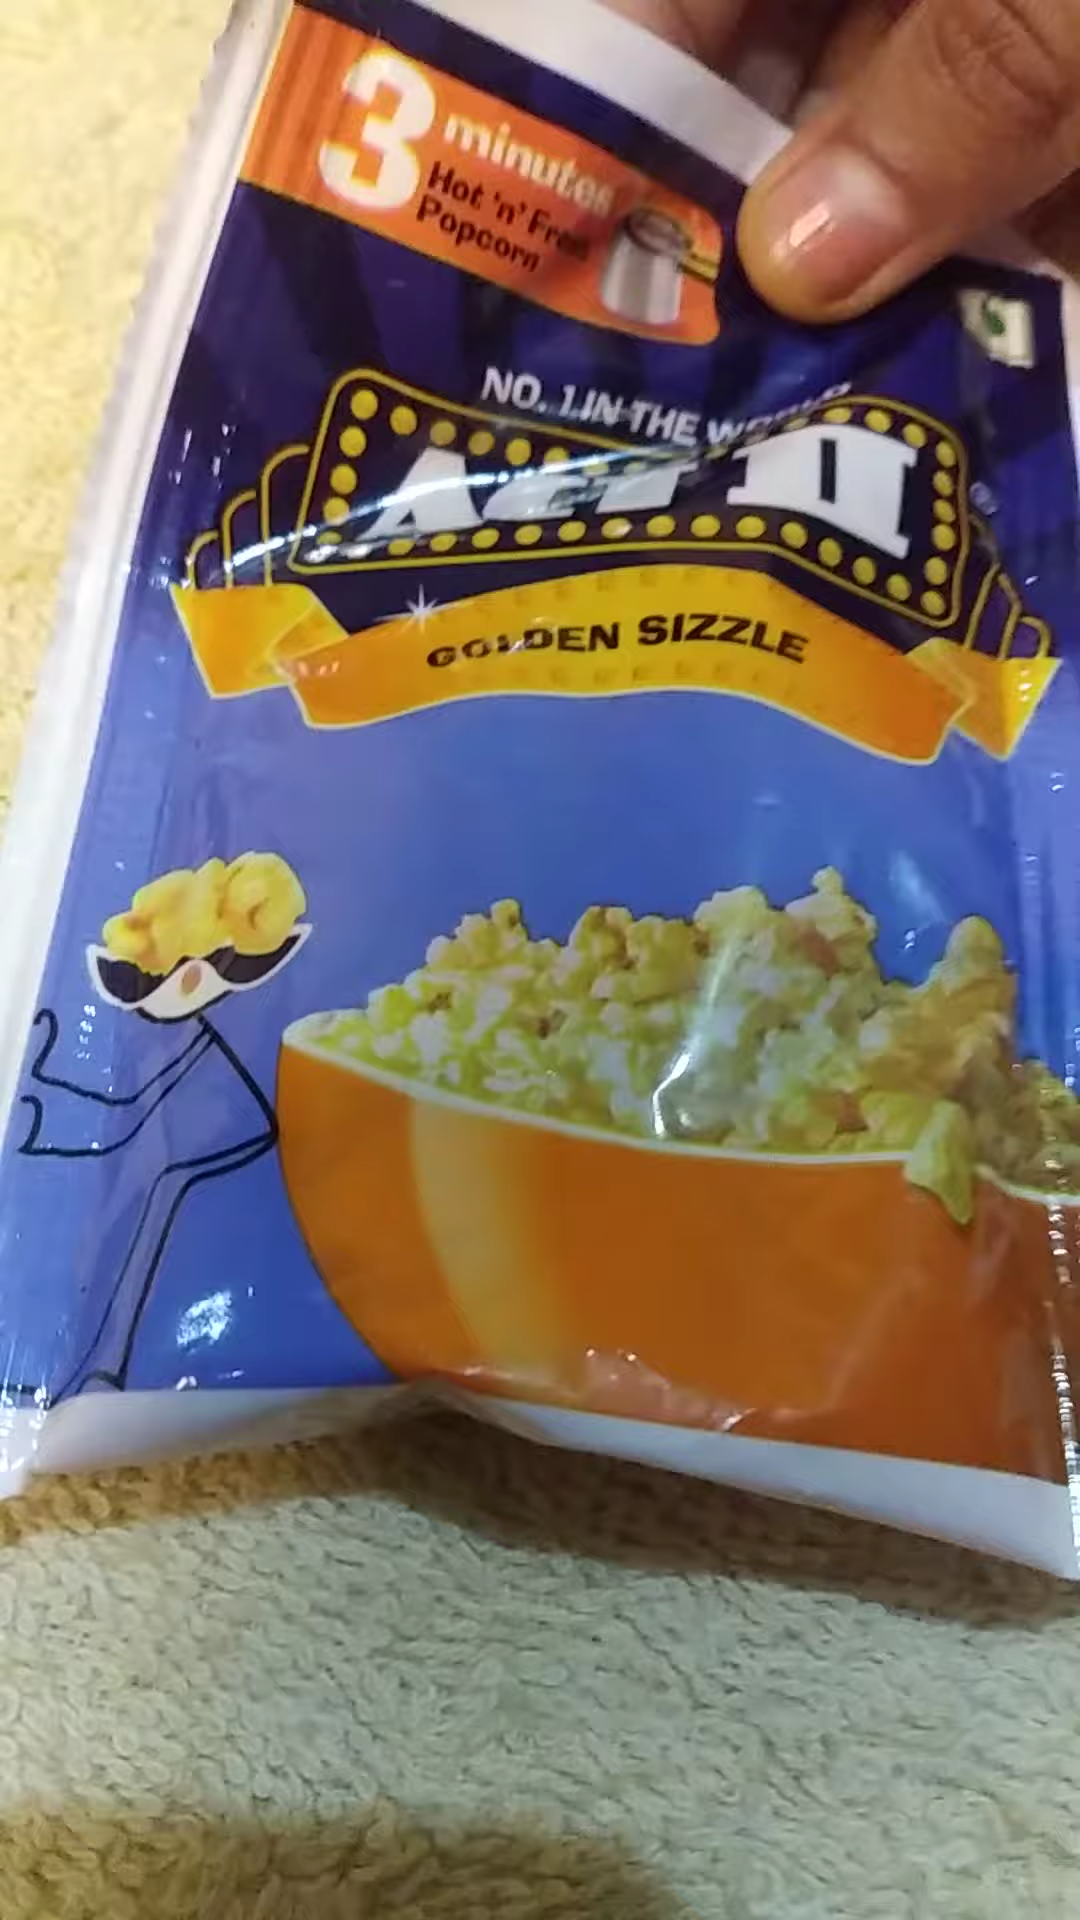 3 minutes
Hot 'n' Fresh
Popcorn
NO. 1 IN THE WORLD
ACT II
GOLDEN SIZZLE